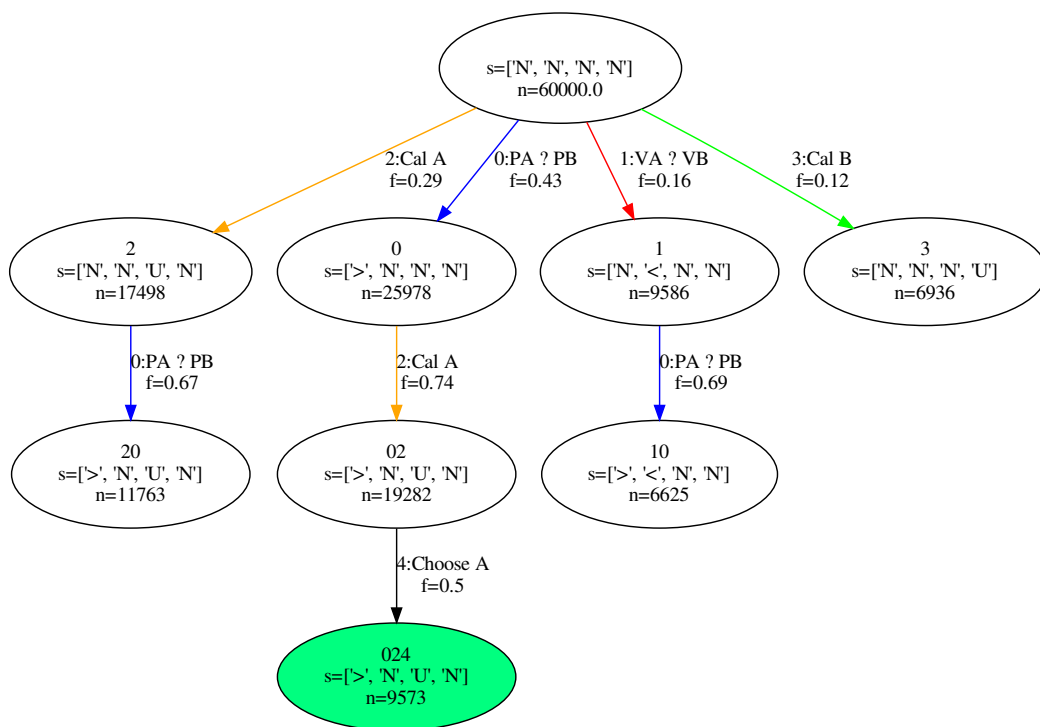 s=['N', 'N', 'N', 'N']
n=60000.0
2:Cal A
f=0.29
0:PA ? PB
f=0.43
1:VA ? VB
f=0.16
3:Cal B
f=0.12
2
s=['N', 'N', 'U', 'N']
n=17498
0
s=['>', 'N', 'N', 'N']
n=25978
1
s=['N', '<', 'N', 'N']
n=9586
3
s=['N', 'N', 'N', 'U']
n=6936
0:PA ? PB
f=0.67
2:Cal A
f=0.74
0:PA ? PB
f=0.69
20
s=['>', 'N', 'U', 'N']
n=11763
02
s=['>', 'N', 'U', 'N']
n=19282
10
s=['>', '<', 'N', 'N']
n=6625
4:Choose A
f=0.5
024
s=['>', 'N', 'U', 'N']
n=9573